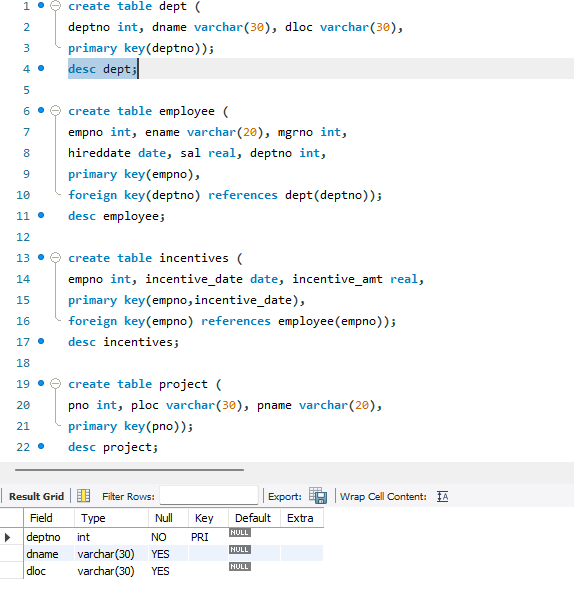 1 create table dept (
2 deptno int, dname varchar(30), dloc varchar(30),
3 primary key(deptno));
4 desc dept;
5
6 create table employee (
7 empno int, ename varchar(20), mgrno int,
8 hireddate date, sal real, deptno int,
9 primary key(empno),
10 foreign key(deptno) references dept(deptno));
11 desc employee;
12
13 create table incentives (
14 empno int, incentive_date date, incentive_amt real,
15 primary key(empno,incentive_date),
16 foreign key(empno) references employee(empno));
17 desc incentives;
18
19 create table project (
20 pno int, ploc varchar(30), pname varchar(20),
21 primary key(pno));
22 desc project;
Result Grid Filter Rows: Export: Wrap Cell Content: IA
Field Type Null Key Default Extra
deptno int NO PRI NULL
dname varchar(30) YES NULL
dloc varchar(30) YES NULL